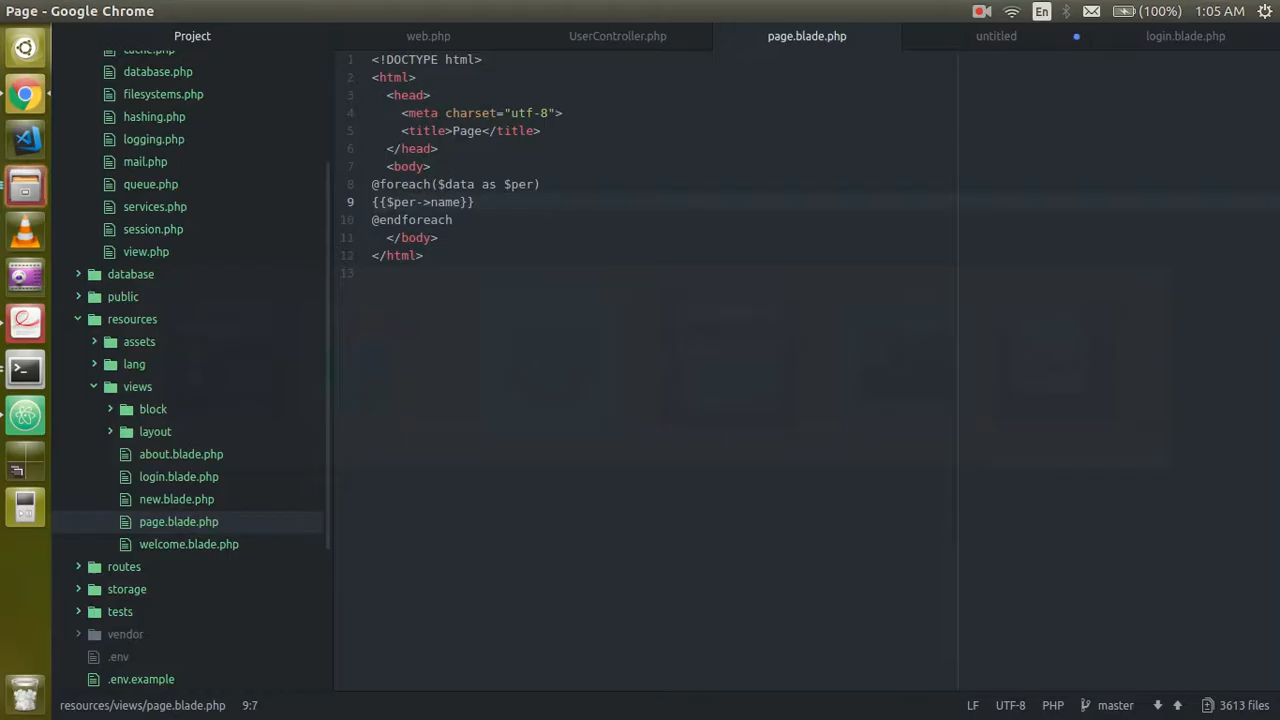 Page - Google Chrome
En
(100%)
1:05 AM
Project
web.php
UserController.php
page.blade.php
untitled
login.blade.php
cache.php
database.php
filesystems.php
hashing.php
logging.php
mail.php
queue.php
services.php
session.php
view.php
database
public
resources
assets
lang
views
block
layout
about.blade.php
login.blade.php
new.blade.php
page.blade.php
welcome.blade.php
routes
storage
tests
vendor
.env
.env.example
1 <!DOCTYPE html>
2 <html>
3 <head>
4 <meta charset="utf-8">
5 <title>Page</title>
6 </head>
7 <body>
8 @foreach($data as $per)
9 {{$per->name}}
10 @endforeach
11 </body>
12 </html>
13
resources/views/page.blade.php 9:7
LF UTF-8 PHP master 3613 files